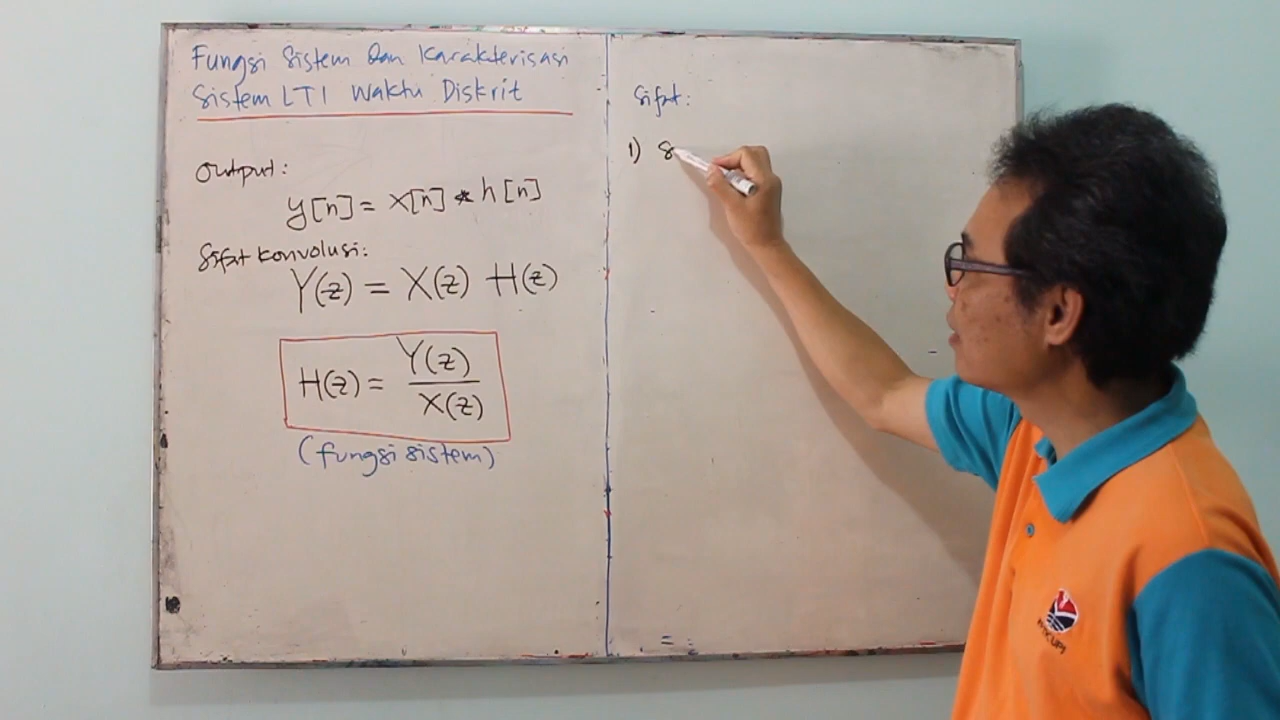 Fungsi Sistem Dan Karakterisasi
Sistem LTI Waktu Diskrit
Output:
y[n] = x[n] * h[n]
Sifat konvolusi:
Y(z) = X(z) H(z)
H(z) = Y(z) / X(z)
(fungsi sistem)
Sifat:
1) S